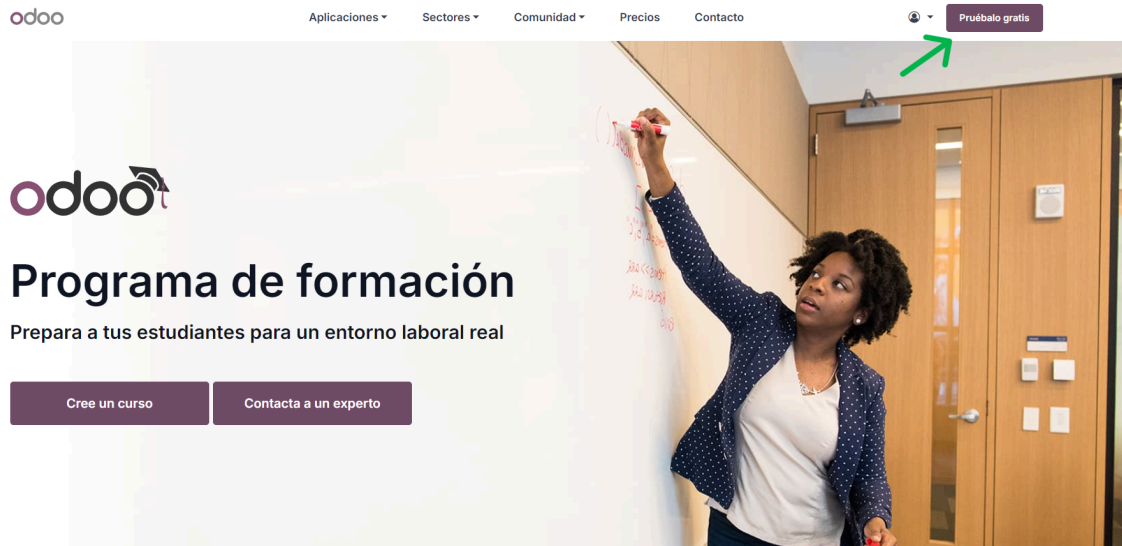 odoo
Aplicaciones Sectores Comunidad Precios Contacto Pruébalo gratis
odoo
Programa de formación
Prepara a tus estudiantes para un entorno laboral real
Cree un curso Contacta a un experto